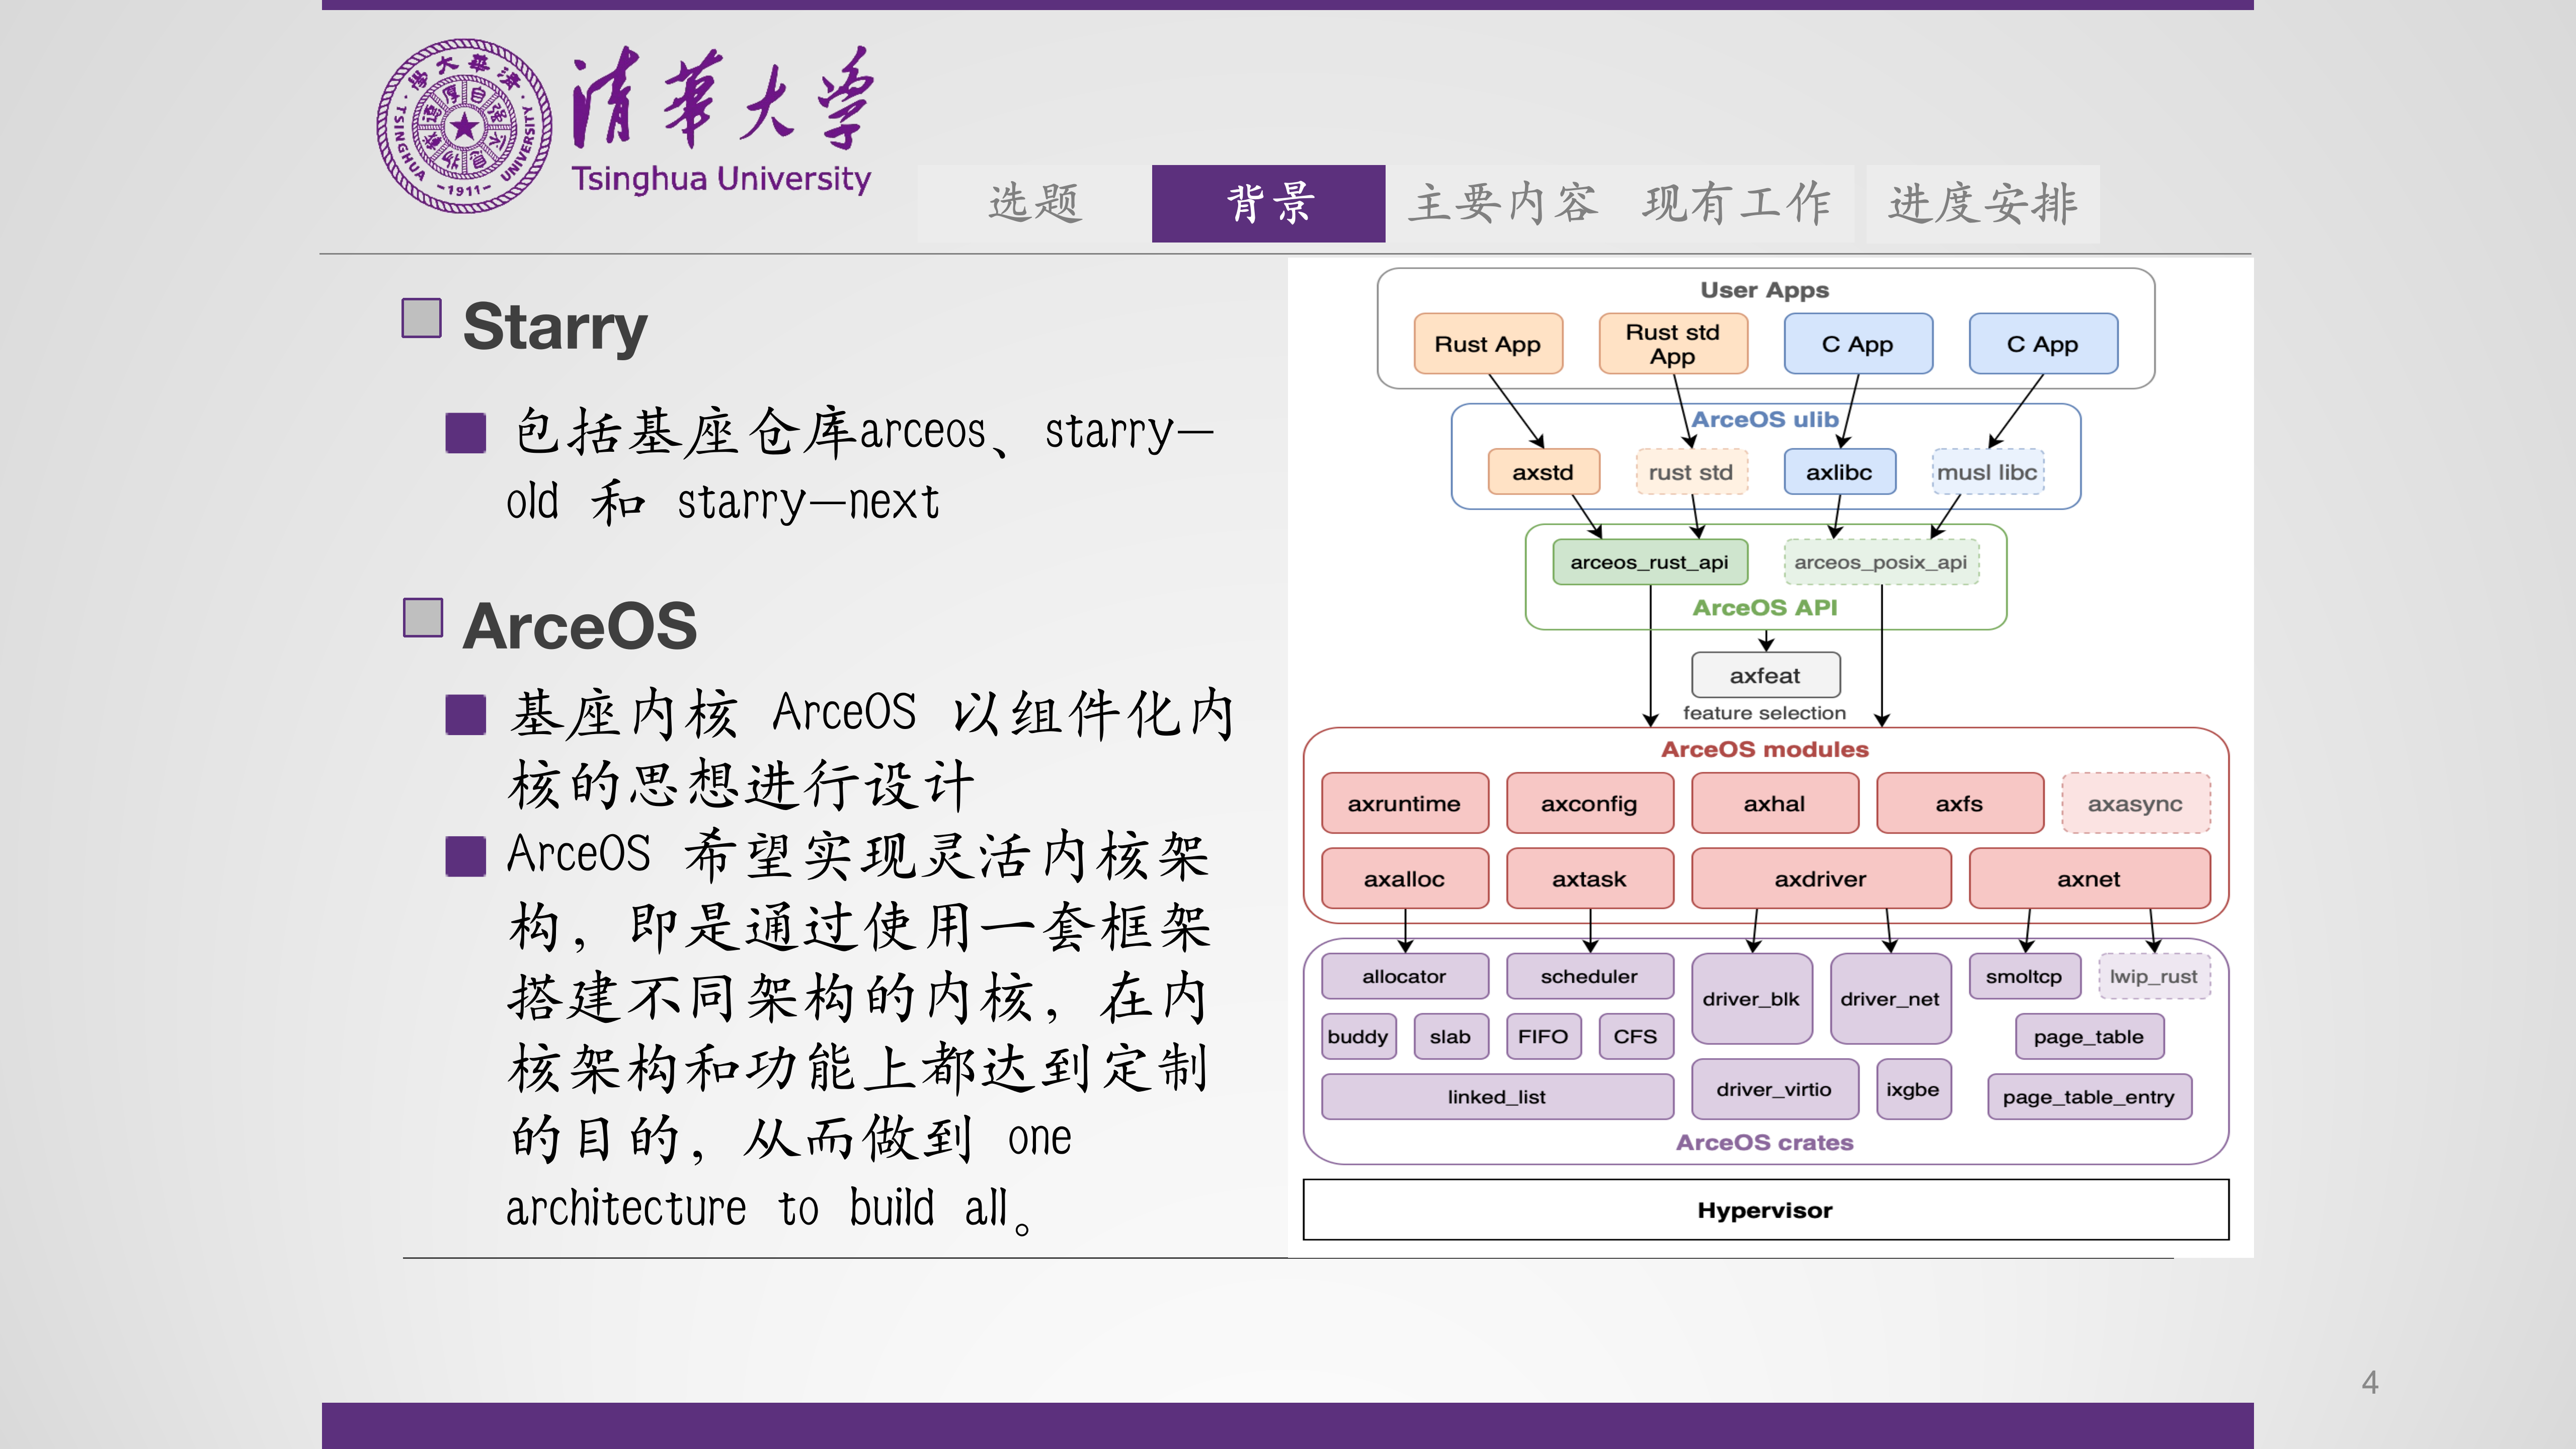 清華大学
Tsinghua University
TSINGHUA UNIVERSITY
-1911-
选题
背景
主要内容
现有工作
进度安排
Starry
包括基座仓库arceos、starry-
old 和 starry-next
ArceOS
基座内核 ArceOS 以组件化内
核的思想进行设计
ArceOS 希望实现灵活内核架
构，即是通过使用一套框架
搭建不同架构的内核，在内
核架构和功能上都达到定制
的目的，从而做到 one
architecture to build all。
User Apps
Rust App
Rust std
App
C App
C App
ArceOS ulib
axstd
rust std
axlibc
musl libc
arceos_rust_api
arceos_posix_api
ArceOS API
axfeat
feature selection
ArceOS modules
axruntime
axconfig
axhal
axfs
axasync
axalloc
axtask
axdriver
axnet
allocator
scheduler
driver_blk
driver_net
smoltcp
lwip_rust
buddy
slab
FIFO
CFS
page_table
linked_list
driver_virtio
ixgbe
page_table_entry
ArceOS crates
Hypervisor
4